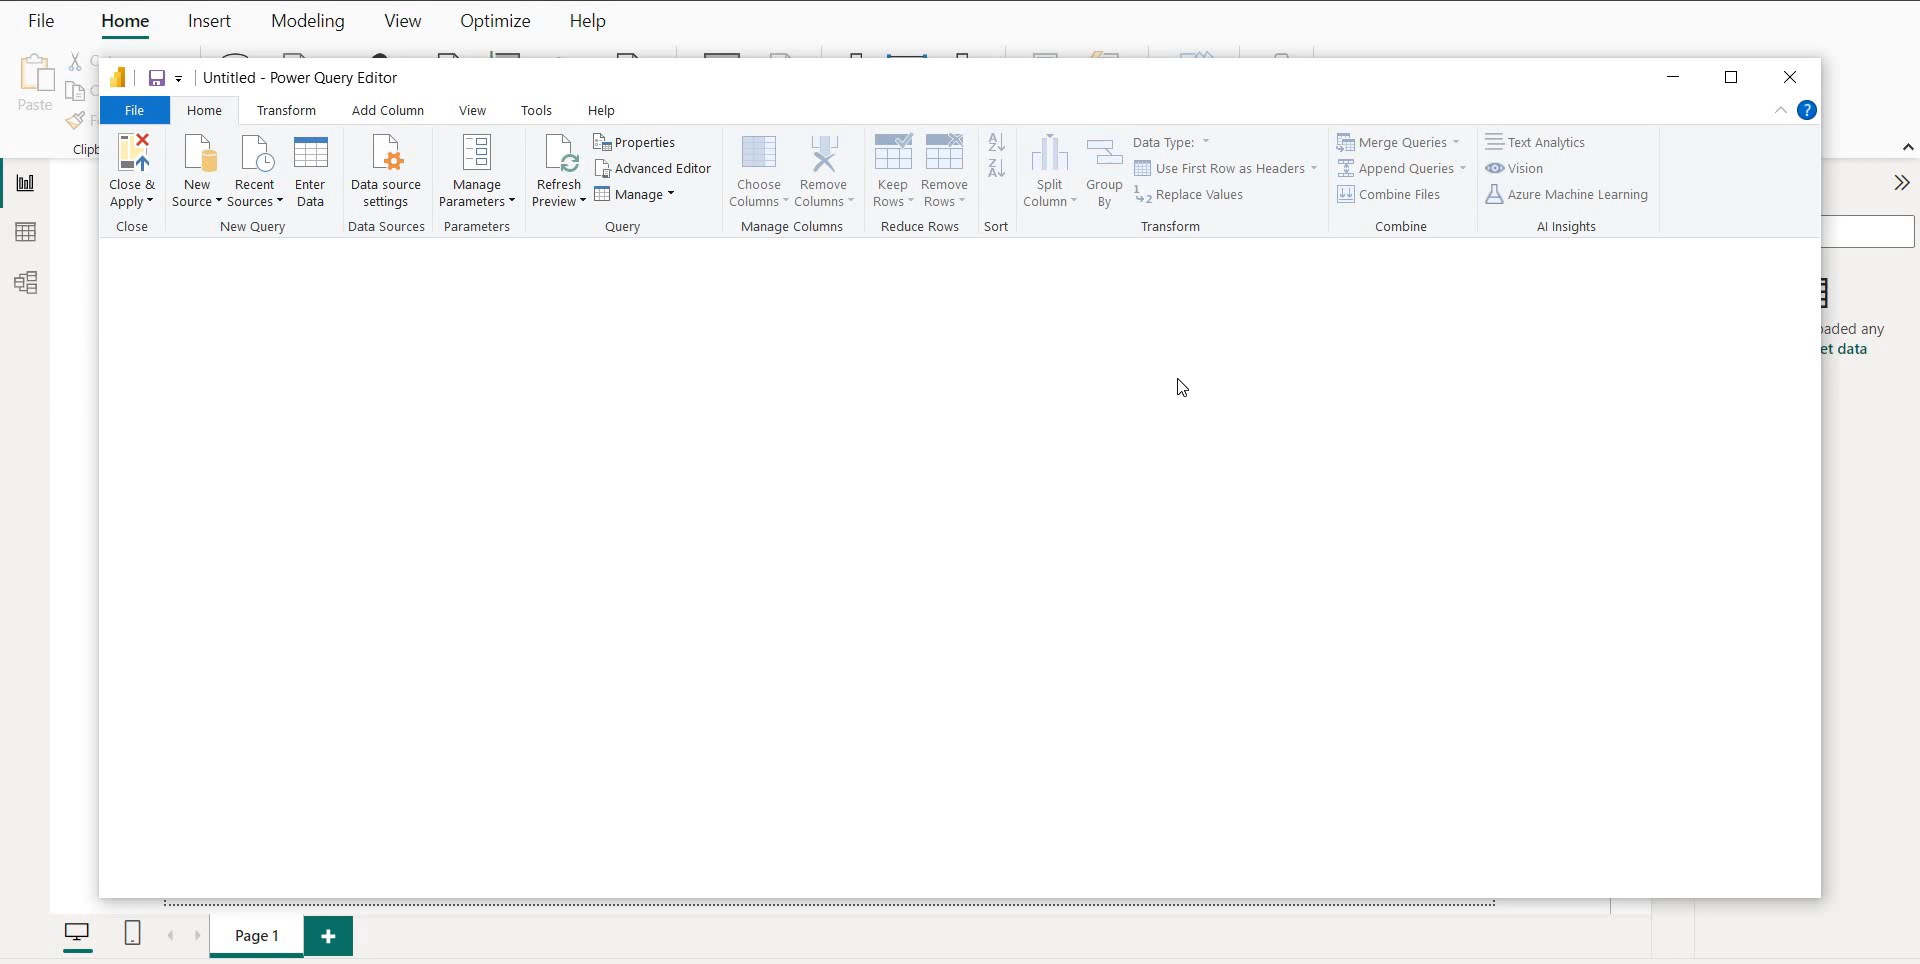 File Home Insert Modeling View Optimize Help
Paste
Untitled - Power Query Editor
File Home Transform Add Column View Tools Help
Close & Apply
New Source
Recent Sources
Enter Data
Data source settings
Manage Parameters
Refresh Preview
Properties
Advanced Editor
Manage
Choose Columns
Remove Columns
Keep Rows
Remove Rows
Split Column
Group By
Data Type:
Use First Row as Headers
Replace Values
Merge Queries
Append Queries
Combine Files
Text Analytics
Vision
Azure Machine Learning
Close New Query Data Sources Parameters Query Manage Columns Reduce Rows Sort Transform Combine AI Insights
Clipb
oaded any
et data
Page 1